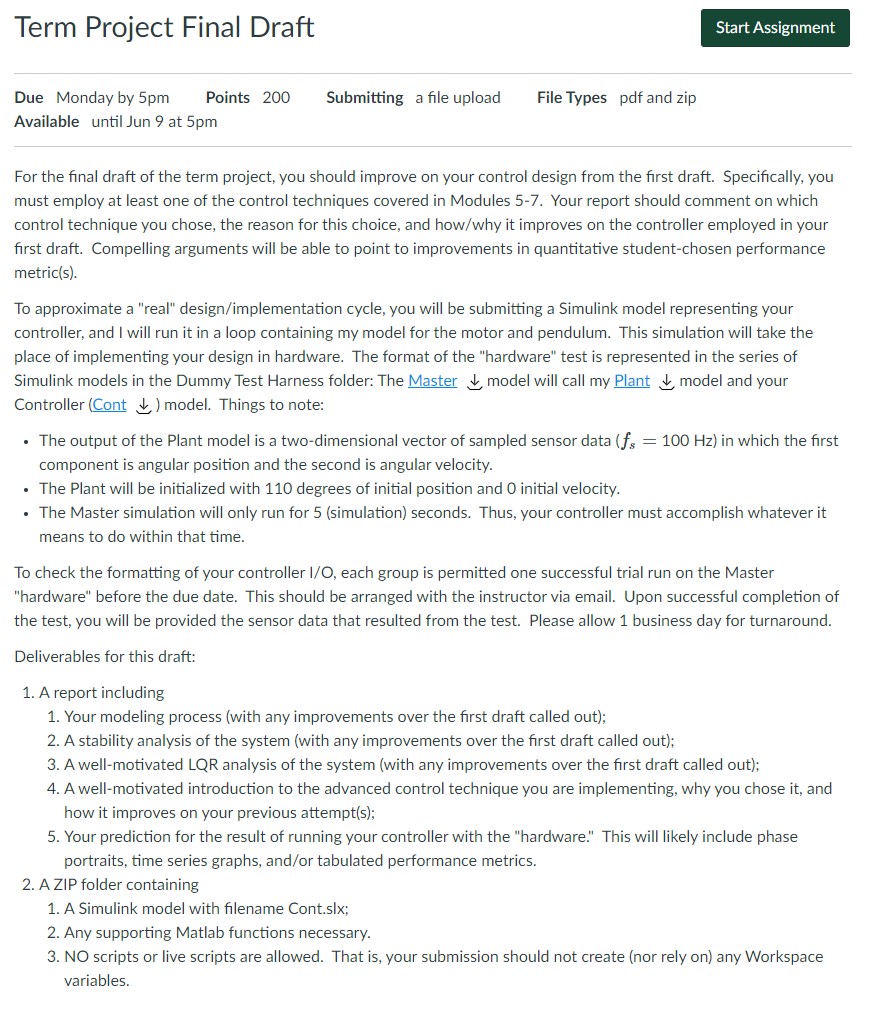 Term Project Final Draft
Start Assignment
Due Monday by 5pm Points 200 Submitting a file upload File Types pdf and zip
Available until Jun 9 at 5pm
For the final draft of the term project, you should improve on your control design from the first draft. Specifically, you
must employ at least one of the control techniques covered in Modules 5-7. Your report should comment on which
control technique you chose, the reason for this choice, and how/why it improves on the controller employed in your
first draft. Compelling arguments will be able to point to improvements in quantitative student-chosen performance
metric(s).
To approximate a "real" design/implementation cycle, you will be submitting a Simulink model representing your
controller, and I will run it in a loop containing my model for the motor and pendulum. This simulation will take the
place of implementing your design in hardware. The format of the "hardware" test is represented in the series of
Simulink models in the Dummy Test Harness folder: The Master model will call my Plant model and your
Controller (Cont ) model. Things to note:
• The output of the Plant model is a two-dimensional vector of sampled sensor data (fₛ = 100 Hz) in which the first
component is angular position and the second is angular velocity.
• The Plant will be initialized with 110 degrees of initial position and 0 initial velocity.
• The Master simulation will only run for 5 (simulation) seconds. Thus, your controller must accomplish whatever it
means to do within that time.
To check the formatting of your controller I/O, each group is permitted one successful trial run on the Master
"hardware" before the due date. This should be arranged with the instructor via email. Upon successful completion of
the test, you will be provided the sensor data that resulted from the test. Please allow 1 business day for turnaround.
Deliverables for this draft:
1. A report including
1. Your modeling process (with any improvements over the first draft called out);
2. A stability analysis of the system (with any improvements over the first draft called out);
3. A well-motivated LQR analysis of the system (with any improvements over the first draft called out);
4. A well-motivated introduction to the advanced control technique you are implementing, why you chose it, and
how it improves on your previous attempt(s);
5. Your prediction for the result of running your controller with the "hardware." This will likely include phase
portraits, time series graphs, and/or tabulated performance metrics.
2. A ZIP folder containing
1. A Simulink model with filename Cont.slx;
2. Any supporting Matlab functions necessary.
3. NO scripts or live scripts are allowed. That is, your submission should not create (nor rely on) any Workspace
variables.